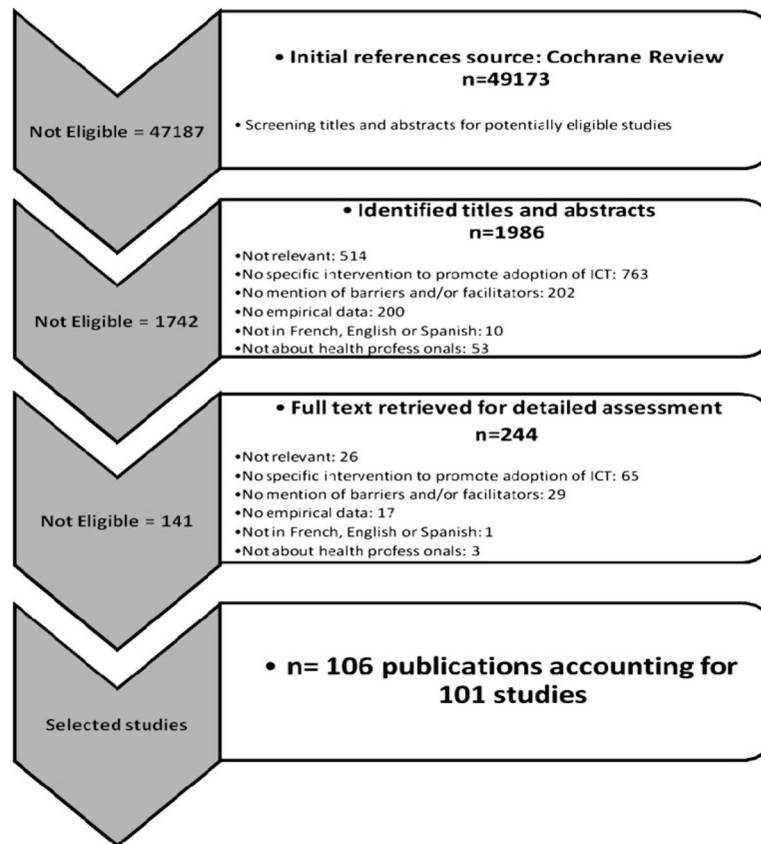 • Initial references source: Cochrane Review
n=49173
• Screening titles and abstracts for potentially eligible studies
Not Eligible = 47187
• Identified titles and abstracts
n=1986
•Not relevant: 514
•No specific intervention to promote adoption of ICT: 763
•No mention of barriers and/or facilitators: 202
•No empirical data: 200
•Not in French, English or Spanish: 10
•Not about health profess onals: 53
Not Eligible = 1742
• Full text retrieved for detailed assessment
n=244
•Not relevant: 26
•No specific intervention to promote adoption of ICT: 65
•No mention of barriers and/or facilitators: 29
•No empirical data: 17
•Not in French, English or Spanish: 1
•Not about health profess onals: 3
Not Eligible = 141
• n= 106 publications accounting for
101 studies
Selected studies